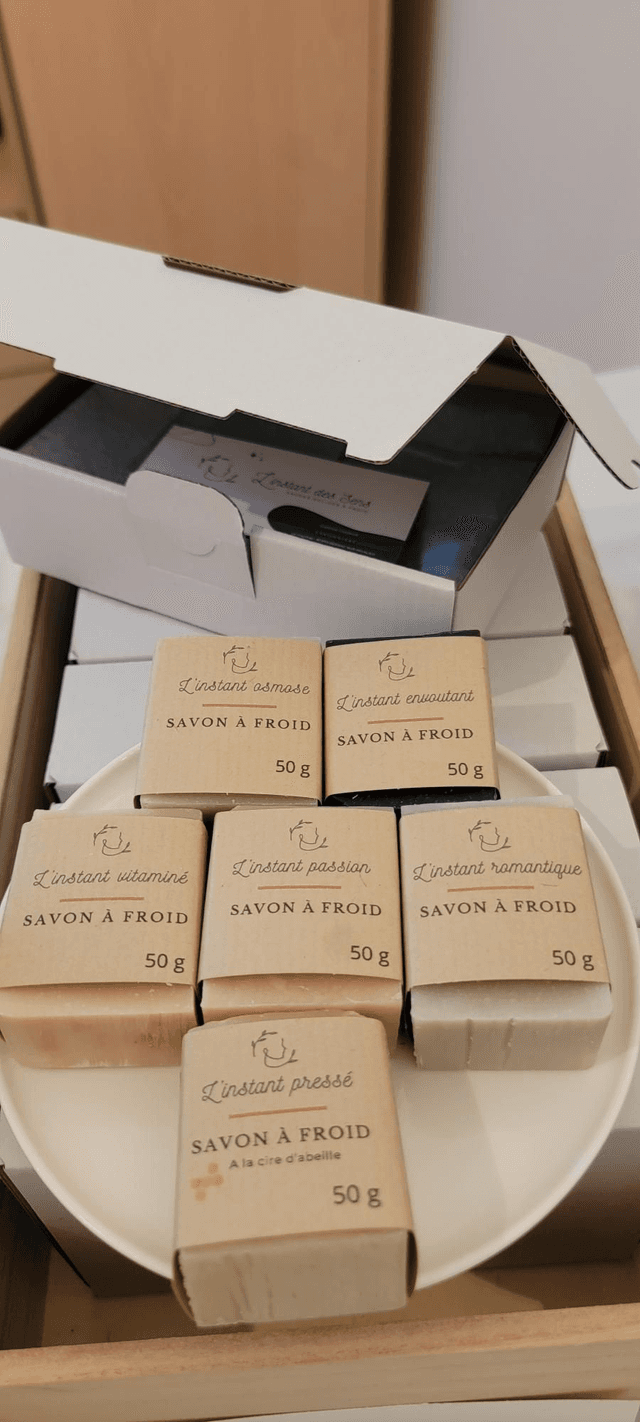 L'instant des Sens
L'instant osmose
SAVON À FROID
50 g
L'instant envoutant
SAVON À FROID
50 g
L'instant vitaminé
SAVON À FROID
50 g
L'instant passion
SAVON À FROID
50 g
L'instant romantique
SAVON À FROID
50 g
L'instant pressé
SAVON À FROID
A la cire d'abeille
50 g